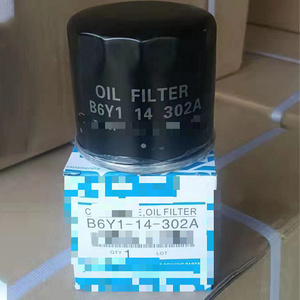 OIL FILTER
B6Y1 14 302A
OIL FILTER
B6Y1-14-302A
QTY 1 LOT